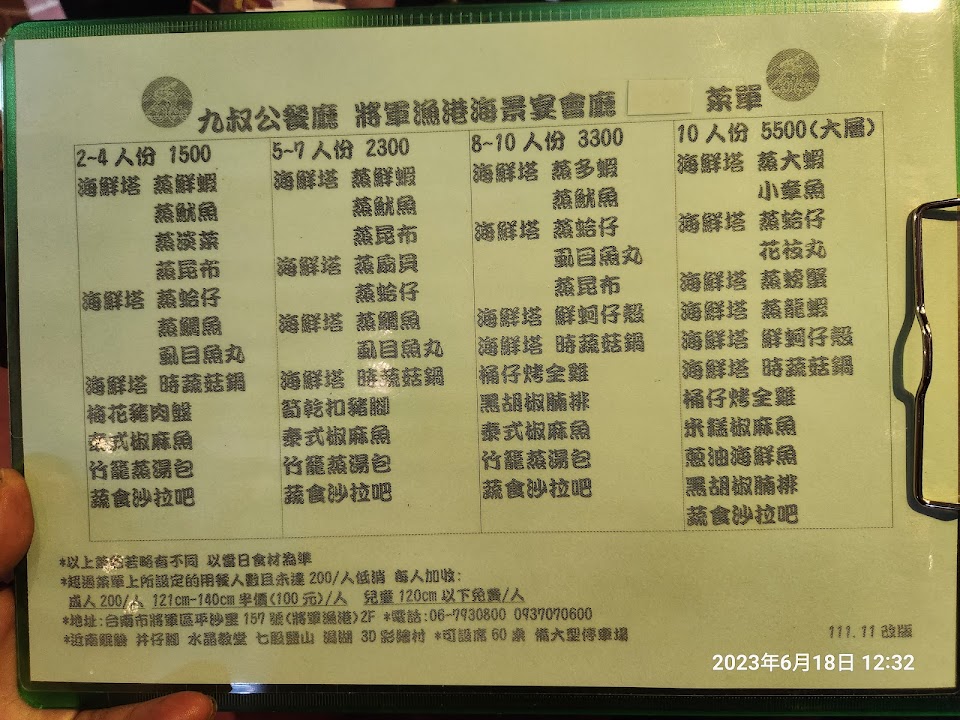 九叔公餐廳 將軍漁港海景宴會廳 菜單
2~4 人份 1500
海鮮塔 蒸鮮蝦
蒸魷魚
蒸淡菜
蒸昆布
海鮮塔 蒸蛤仔
蒸鯛魚
虱目魚丸
海鮮塔 時蔬菇鍋
梅花豬肉盤
泰式椒麻魚
竹籠蒸湯包
蔬食沙拉吧
5~7 人份 2300
海鮮塔 蒸鮮蝦
蒸魷魚
蒸昆布
海鮮塔 蒸扇貝
蒸蛤仔
海鮮塔 蒸鯛魚
虱目魚丸
海鮮塔 時蔬菇鍋
筍乾扣豬腳
泰式椒麻魚
竹籠蒸湯包
蔬食沙拉吧
8~10 人份 3300
海鮮塔 蒸多蝦
蒸魷魚
海鮮塔 蒸蛤仔
虱目魚丸
蒸昆布
海鮮塔 鮮蚵仔殼
海鮮塔 時蔬菇鍋
桶仔烤全雞
黑胡椒腩排
泰式椒麻魚
竹籠蒸湯包
蔬食沙拉吧
10 人份 5500(六層)
海鮮塔 蒸大蝦
小章魚
海鮮塔 蒸蛤仔
花枝丸
海鮮塔 蒸螃蟹
海鮮塔 蒸龍蝦
海鮮塔 鮮蚵仔殼
海鮮塔 時蔬菇鍋
桶仔烤全雞
米糕椒麻魚
蔥油海鮮魚
黑胡椒腩排
蔬食沙拉吧
*以上若略有不同 以當日食材為準
*超過菜單上所設定的用餐人數且未達 200/人低消 每人加收:
成人 200/人 121cm-140cm 半價(100 元)/人 兒童 120cm 以下免費/人
*地址:台南市將軍區平沙里 157 號(將軍漁港)2F *電話:06-7930800 0937070600
*近南鯤鯓 井仔腳 水晶教堂 七股鹽山 潟湖 3D 彩繪村 *可設席 60 桌 備大型停車場
111.11 改版
2023年6月18日 12:32